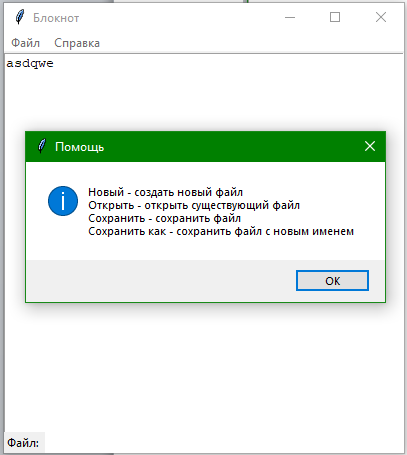 Блокнот
Файл Справка
asdqwe
Помощь
Новый - создать новый файл
Открыть - открыть существующий файл
Сохранить - сохранить файл
Сохранить как - сохранить файл с новым именем
ОК
Файл: